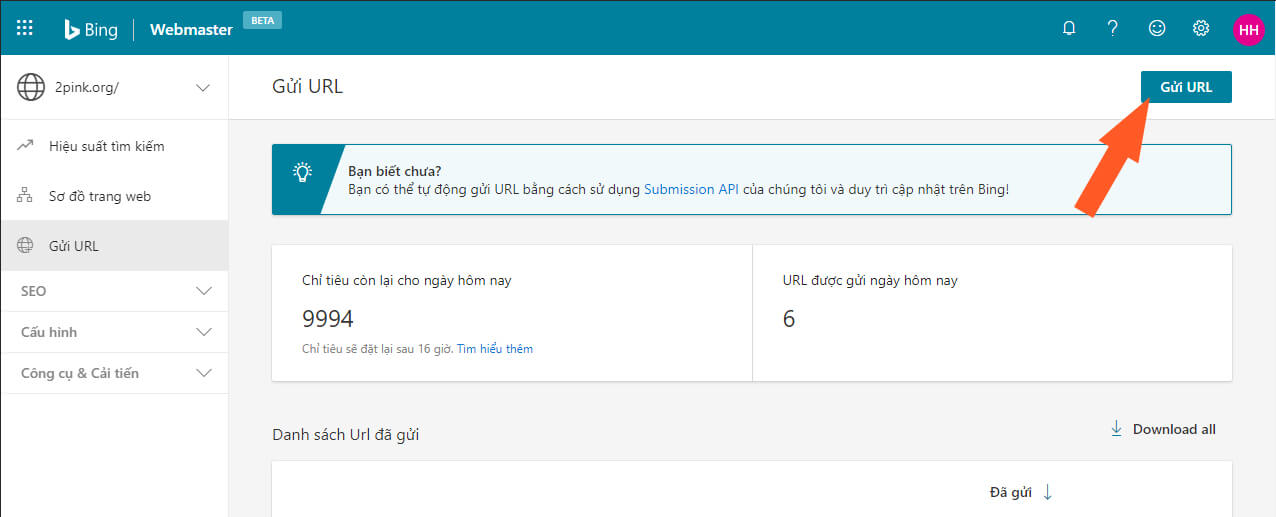 Bing Webmaster BETA
? HH
2pink.org/
Hiệu suất tìm kiếm
Sơ đồ trang web
Gửi URL
SEO
Cấu hình
Công cụ & Cải tiến
Gửi URL
Gửi URL
Bạn biết chưa?
Bạn có thể tự động gửi URL bằng cách sử dụng Submission API của chúng tôi và duy trì cập nhật trên Bing!
Chỉ tiêu còn lại cho ngày hôm nay
9994
Chỉ tiêu sẽ đặt lại sau 16 giờ. Tìm hiểu thêm
URL được gửi ngày hôm nay
6
Danh sách Url đã gửi
Download all
Đã gửi